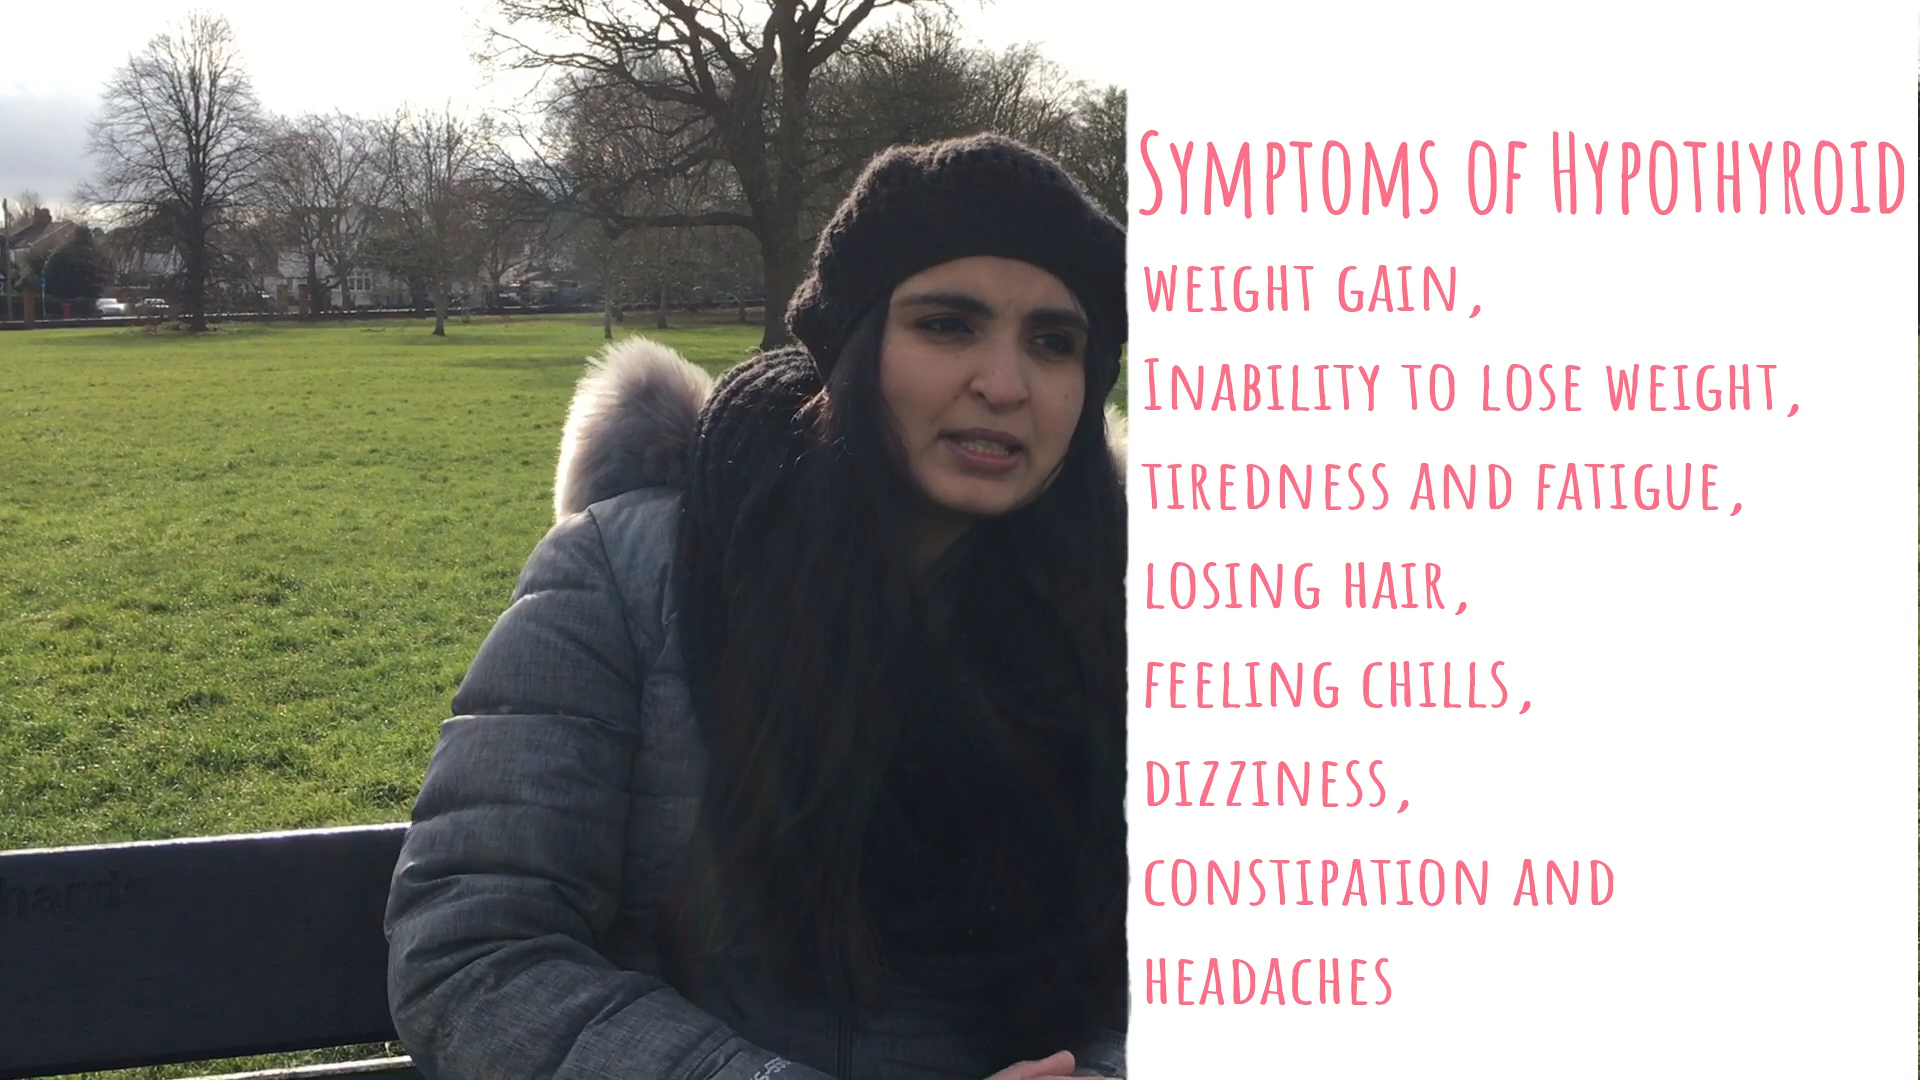 Symptoms of Hypothyroid
weight gain,
Inability to lose weight,
tiredness and fatigue,
losing hair,
feeling chills,
dizziness,
constipation and
headaches